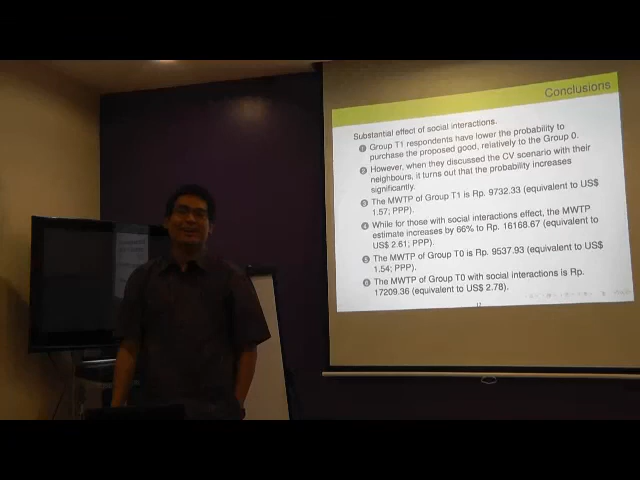 Conclusions
Substantial effect of social interactions.
1 Group T1 respondents have lower the probability to
purchase the proposed good, relatively to the Group 0.
2 However, when they discussed the CV scenario with their
neighbours, it turns out that the probability increases
significantly.
3 The MWTP of Group T1 is Rp. 9732.33 (equivalent to US$
1.57; PPP).
4 While for those with social interactions effect, the MWTP
estimate increases by 66% to Rp. 16168.67 (equivalent to
US$ 2.61; PPP).
5 The MWTP of Group T0 is Rp. 9537.93 (equivalent to US$
1.54; PPP).
6 The MWTP of Group T0 with social interactions is Rp.
17209.36 (equivalent to US$ 2.78).